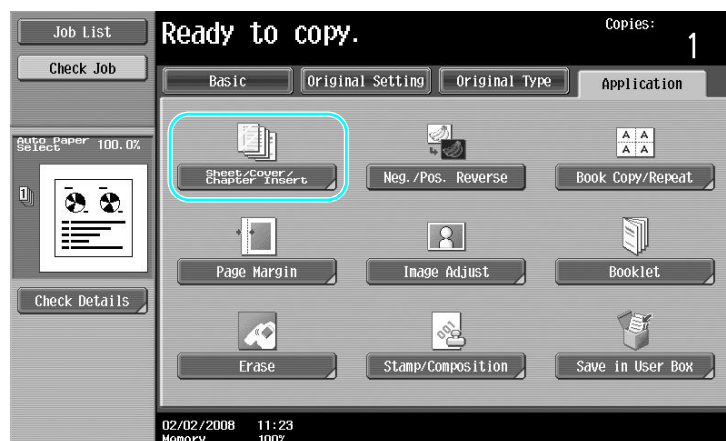 Job List
Ready to copy.
Copies:
1
Check Job
Basic
Original Setting
Original Type
Application
Auto Paper
Select
100.0%
A A
A A
Sheet/Cover/
Chapter Insert
Neg./Pos. Reverse
Book Copy/Repeat
1
Page Margin
Image Adjust
Booklet
Check Details
001
Erase
Stamp/Composition
Save in User Box
02/02/2008 11:23
Memory 100%